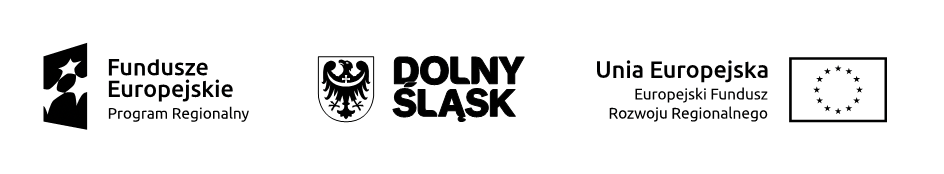 Fundusze
Europejskie
Program Regionalny
DOLNY
ŚLĄSK
Unia Europejska
Europejski Fundusz
Rozwoju Regionalnego